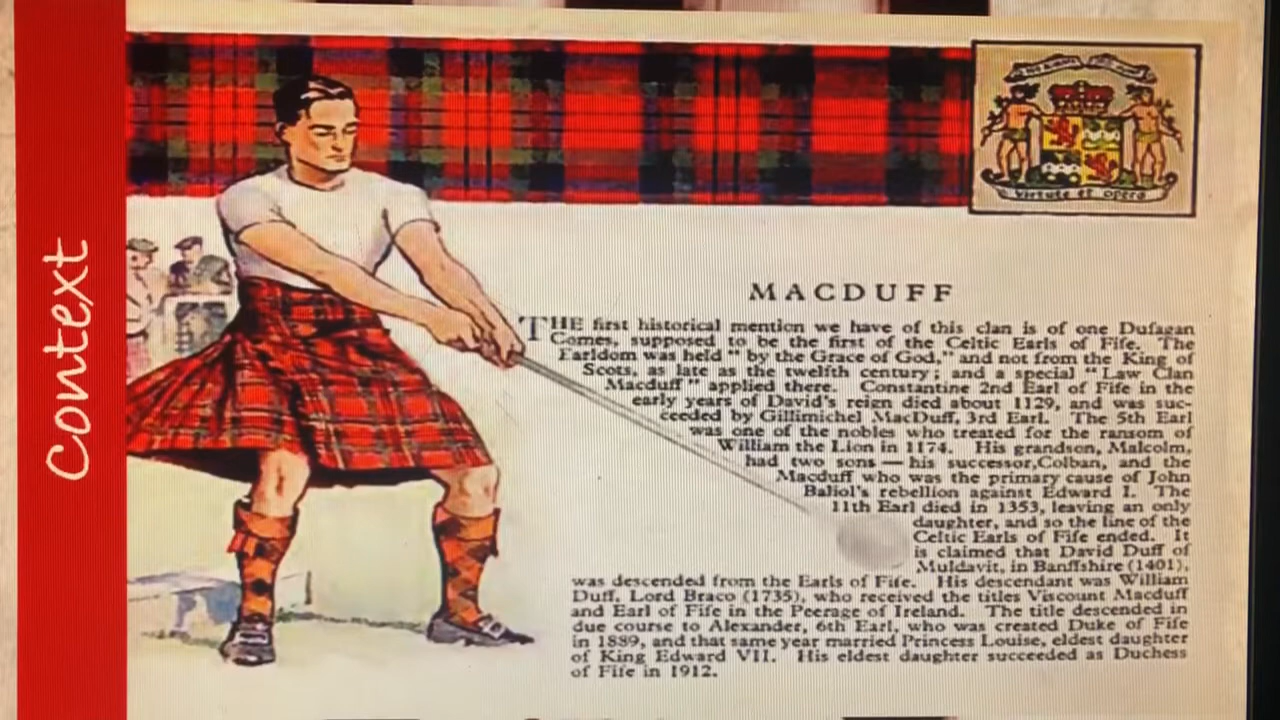 Context
Virtute et opera
MACDUFF
THE first historical mention we have of this clan is of one Dufagan
Comes, supposed to be the first of the Celtic Earls of Fife. The
Earldom was held "by the Grace of God," and not from the King of
Scots, as late as the twelfth century; and a special "Law Clan
Macduff" applied there. Constantine 2nd Earl of Fife in the
early years of David's reign died about 1129, and was suc-
ceeded by Gillimichel MacDuff, 3rd Earl. The 5th Earl
was one of the nobles who treated for the ransom of
William the Lion in 1174. His grandson, Malcolm,
had two sons—his successor, Colban, and the
Macduff who was the primary cause of John
Baliol's rebellion against Edward I. The
11th Earl died in 1353, leaving an only
daughter, and so the line of the
Celtic Earls of Fife ended. It
is claimed that David Duff of
Muldavit, in Banffshire (1401),
was descended from the Earls of Fife. His descendant was William
Duff, Lord Braco (1735), who received the titles Viscount Macduff
and Earl of Fife in the Peerage of Ireland. The title descended in
due course to Alexander, 6th Earl, who was created Duke of Fife
in 1889, and that same year married Princess Louise, eldest daughter
of King Edward VII. His eldest daughter succeeded as Duchess
of Fife in 1912.